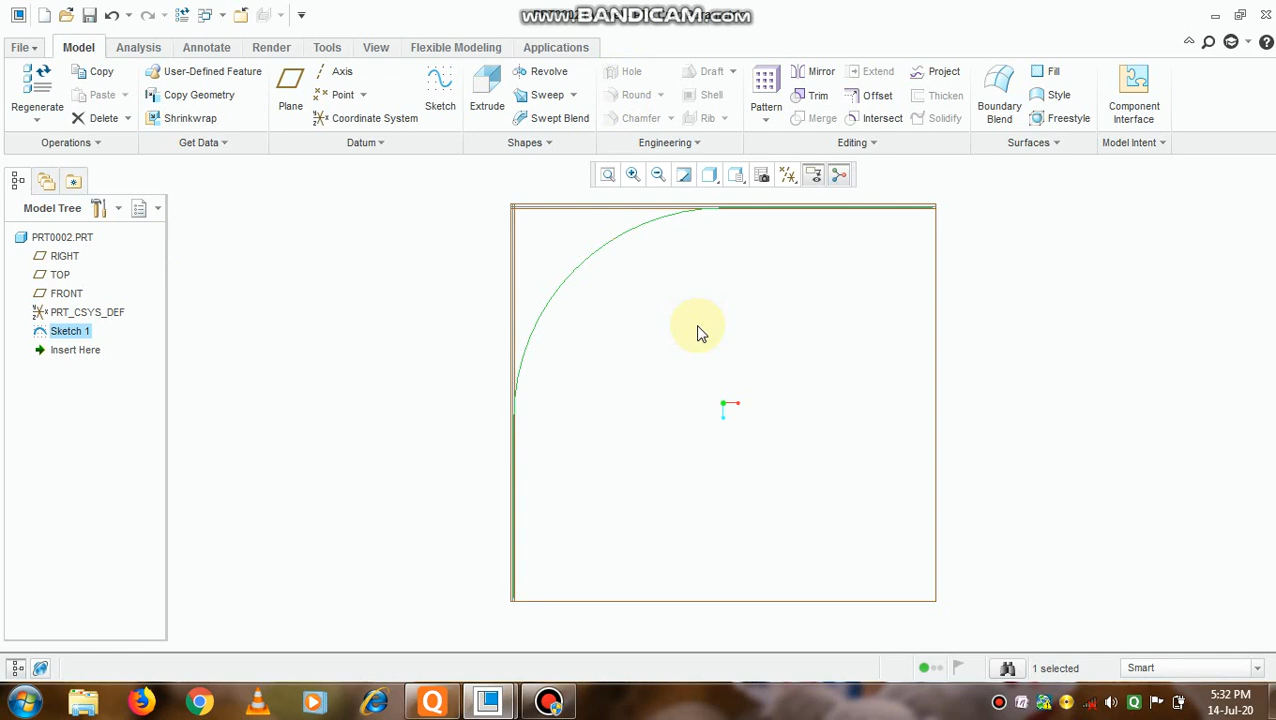 www.BANDICAM.com
File Model Analysis Annotate Render Tools View Flexible Modeling Applications
Regenerate
Copy
Paste
Delete
Operations
User-Defined Feature
Copy Geometry
Shrinkwrap
Get Data
Plane
Axis
Point
Coordinate System
Datum
Sketch
Extrude
Revolve
Sweep
Swept Blend
Shapes
Hole
Round
Chamfer
Draft
Shell
Rib
Engineering
Pattern
Mirror
Trim
Merge
Extend
Offset
Intersect
Project
Thicken
Solidify
Editing
Boundary
Blend
Fill
Style
Freestyle
Surfaces
Component
Interface
Model Intent
Model Tree
PRT0002.PRT
RIGHT
TOP
FRONT
PRT_CSYS_DEF
Sketch 1
Insert Here
1 selected
Smart
5:32 PM
14-Jul-20